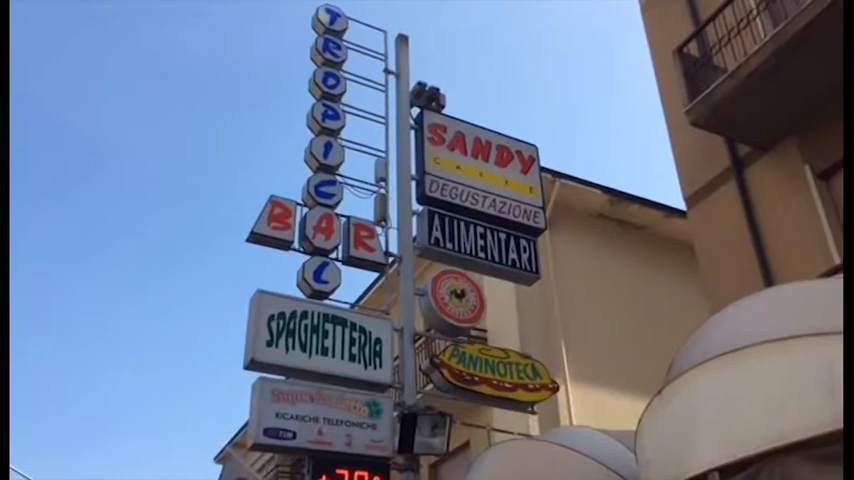 TROPICAL
BAR
SANDY
CAFFÈ
DEGUSTAZIONE
ALIMENTARI
SPAGHETTERIA
PANINOTECA
RICARICHE TELEFONICHE
TIM